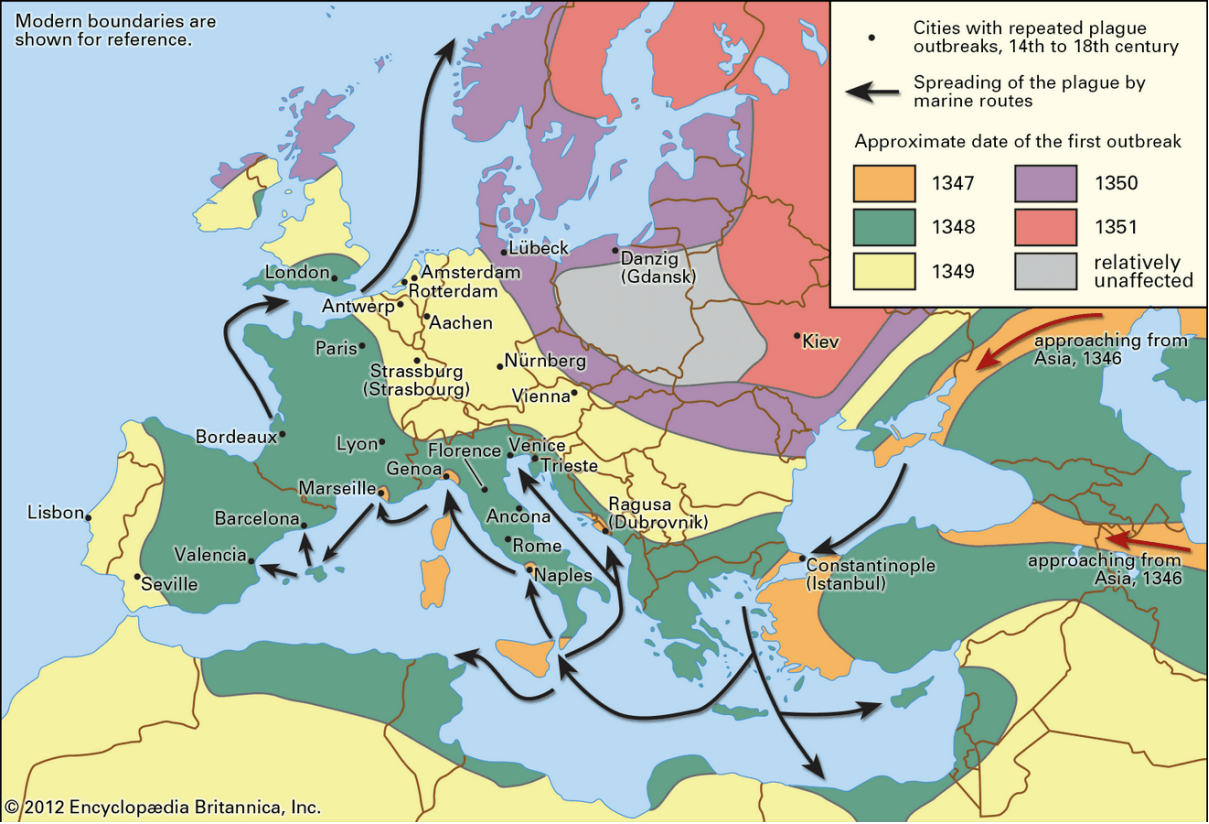 Modern boundaries are
shown for reference.
Cities with repeated plague
outbreaks, 14th to 18th century
Spreading of the plague by
marine routes
Approximate date of the first outbreak
1347
1350
1348
1351
1349
relatively
unaffected
Lübeck
Danzig
(Gdansk)
London
Amsterdam
Rotterdam
Antwerp
Aachen
Paris
Kiev
approaching from
Asia, 1346
Strassburg
(Strasbourg)
Nürnberg
Vienna
Bordeaux
Lyon
Florence
Venice
Trieste
Genoa
Marseille
Lisbon
Barcelona
Ancona
Ragusa
(Dubrovnik)
Rome
Valencia
Seville
Naples
Constantinople
(Istanbul)
approaching from
Asia, 1346
© 2012 Encyclopædia Britannica, Inc.